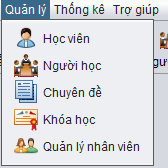 Quản lý Thống kê Trợ giúp
Học viên
Người học
Chuyên đề
Khóa học
Quản lý nhân viên